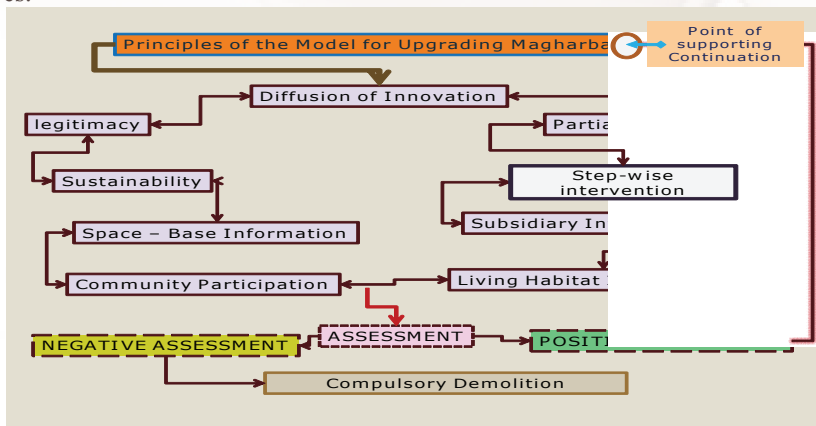 Principles of the Model for Upgrading Magharba
Point of
supporting
Continuation
Diffusion of Innovation
legitimacy
Partia
Sustainability
Step-wise
intervention
Space – Base Information
Subsidiary In
Community Participation
Living Habitat
ASSESSMENT
NEGATIVE ASSESSMENT
POSITI
Compulsory Demolition